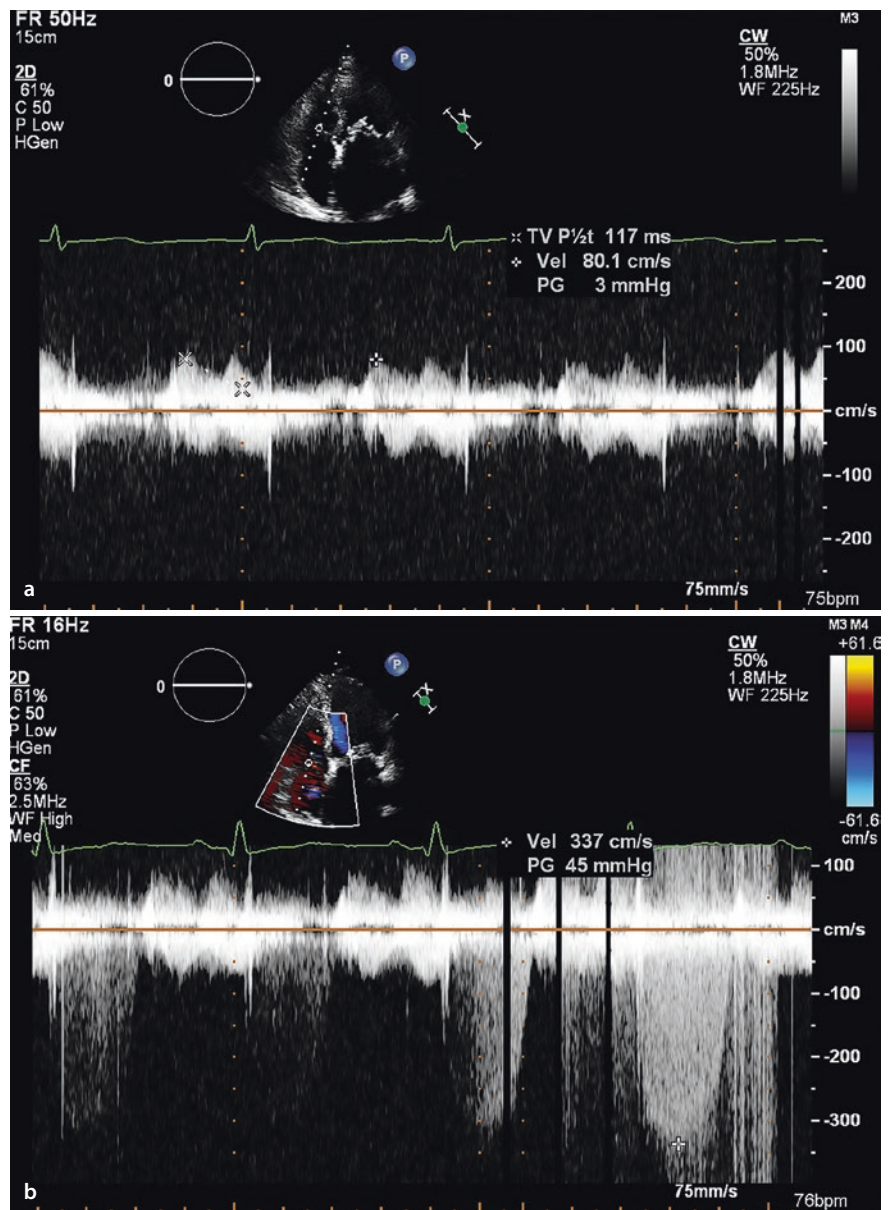 FR 50Hz
15cm
M3
2D
61%
C 50
P Low
HGen
0
P
X
CW
50%
1.8MHz
WF 225Hz
TV P½t 117 ms
Vel 80.1 cm/s
PG 3 mmHg
200
100
cm/s
-100
-200
a
75mm/s
75bpm
FR 16Hz
15cm
M3 M4
+61.6
2D
61%
C 50
P Low
HGen
CF
63%
2.5MHz
WF High
Med
0
P
X
CW
50%
1.8MHz
WF 225Hz
-61.6
cm/s
Vel 337 cm/s
PG 45 mmHg
100
cm/s
-100
-200
-300
b
75mm/s
76bpm